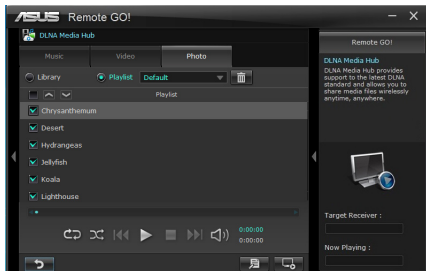 ASUS Remote GO!
DLNA Media Hub
Music Video Photo
Library Playlist Default
Playlist
Chrysanthemum
Desert
Hydrangeas
Jellyfish
Koala
Lighthouse
0:00:00
0:00:00
Remote GO!
DLNA Media Hub
DLNA Media Hub provides
support to the latest DLNA
standard and allows you to
share media files wirelessly
anytime, anywhere.
Target Receiver :
Now Playing :